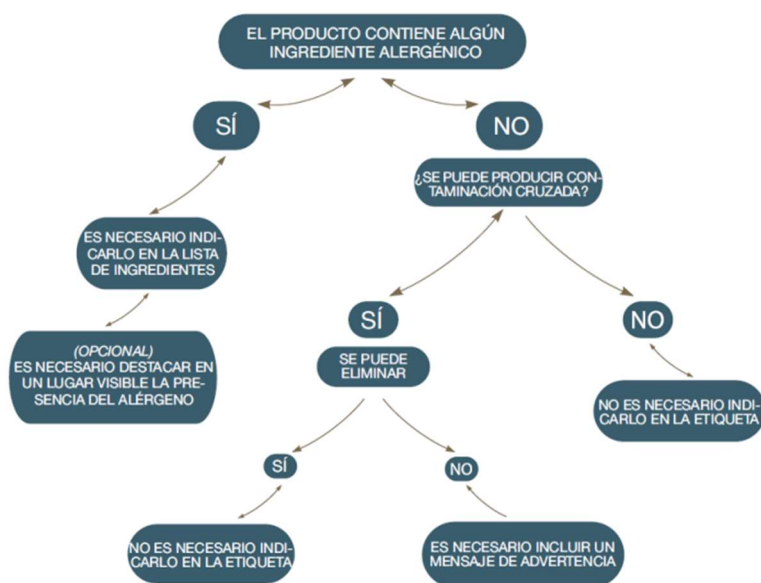 EL PRODUCTO CONTIENE ALGÚN
INGREDIENTE ALERGÉNICO
SÍ
NO
¿SE PUEDE PRODUCIR CON-
TAMINACIÓN CRUZADA?
ES NECESARIO INDI-
CARLO EN LA LISTA
DE INGREDIENTES
(OPCIONAL)
ES NECESARIO DESTACAR EN
UN LUGAR VISIBLE LA PRE-
SENCIA DEL ALÉRGENO
SÍ
SE PUEDE
ELIMINAR
NO
NO ES NECESARIO INDI-
CARLO EN LA ETIQUETA
SÍ
NO
NO ES NECESARIO INDI-
CARLO EN LA ETIQUETA
ES NECESARIO INCLUIR UN
MENSAJE DE ADVERTENCIA